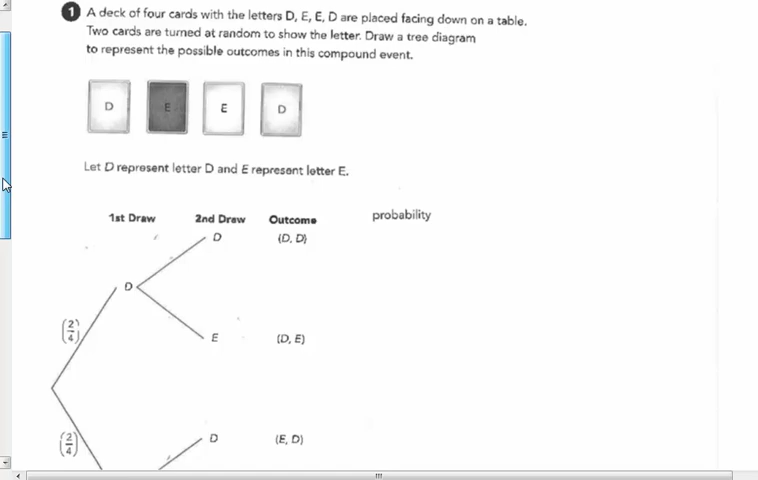 1 A deck of four cards with the letters D, E, E, D are placed facing down on a table.
Two cards are turned at random to show the letter. Draw a tree diagram
to represent the possible outcomes in this compound event.
D E E D
Let D represent letter D and E represent letter E.
1st Draw 2nd Draw Outcome probability
D (D, D)
D
(2/4)
E (D, E)
(2/4)
D (E, D)